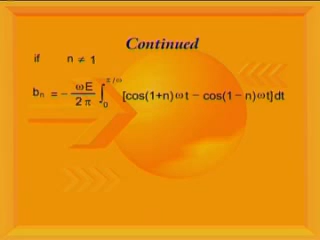 Continued
if n ≠ 1
bn = − ωE/2π ∫0^π/ω [cos(1+n)ωt − cos(1−n)ωt]dt